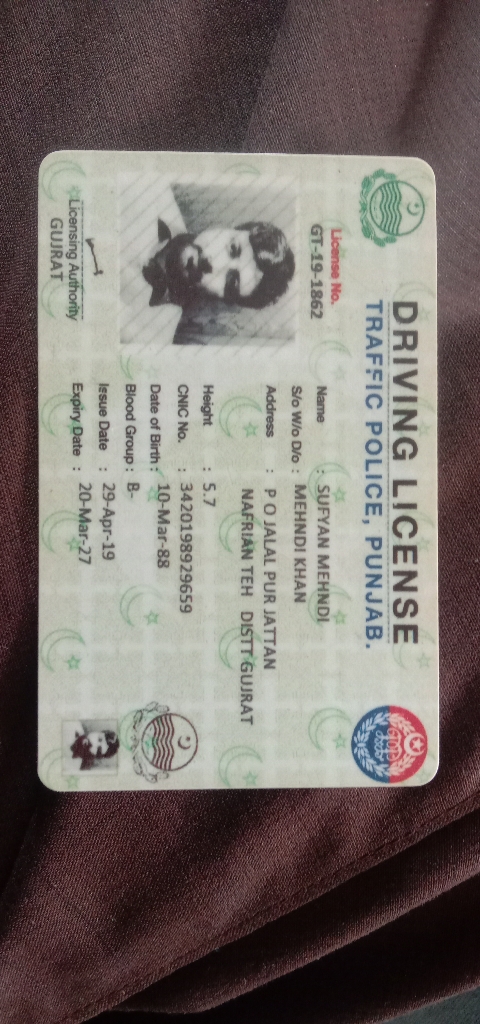 DRIVING LICENSE
TRAFFIC POLICE, PUNJAB.
License No.
GT-19-1862
Name : SUFYAN MEHNDI
S/o W/o D/o : MEHNDI KHAN
Address : P O JALAL PUR JATTAN
NAFRIAN TEH DISTT GUJRAT
Height : 5.7
CNIC No. : 3420198929659
Date of Birth : 10-Mar-88
Blood Group : B-
Issue Date : 29-Apr-19
Expiry Date : 20-Mar-27
Licensing Authority
GUJRAT